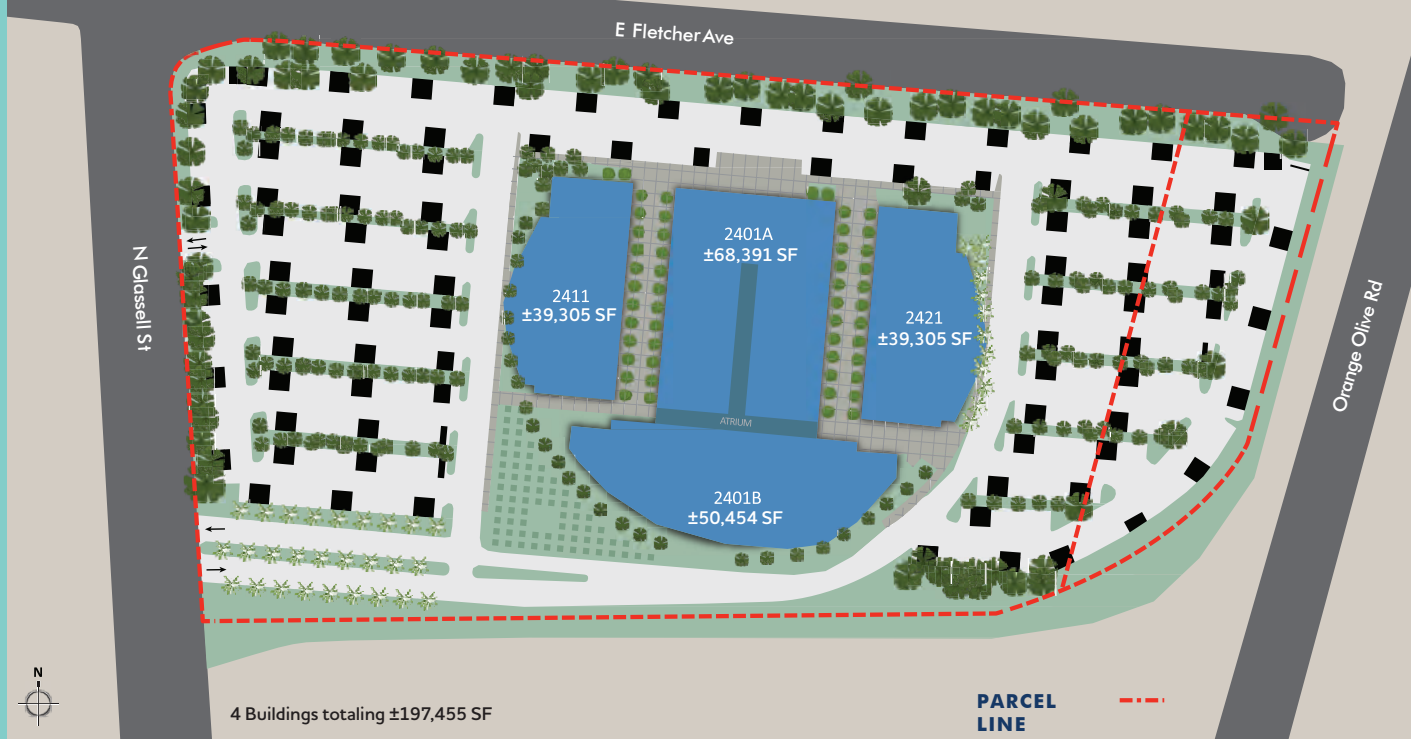 E Fletcher Ave
N Glassell St
Orange Olive Rd
2401A
±68,391 SF
2411
±39,305 SF
2421
±39,305 SF
ATRIUM
2401B
±50,454 SF
N
4 Buildings totaling ±197,455 SF
PARCEL
LINE